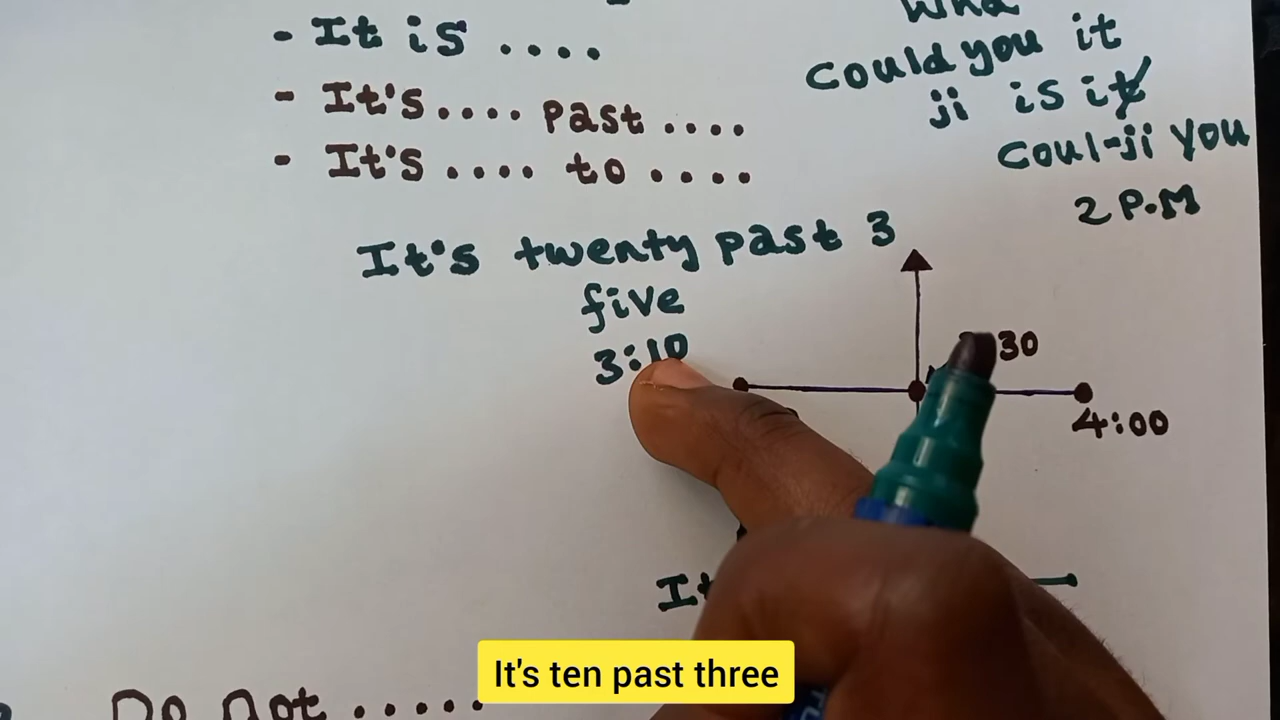 - It is ....
- It's.... past ....
- It's .... to ....
could you it
ji is it
coul-ji you
2 P.M
It's twenty past 3
five
3:10
30
4:00
It
Do not .....
It's ten past three